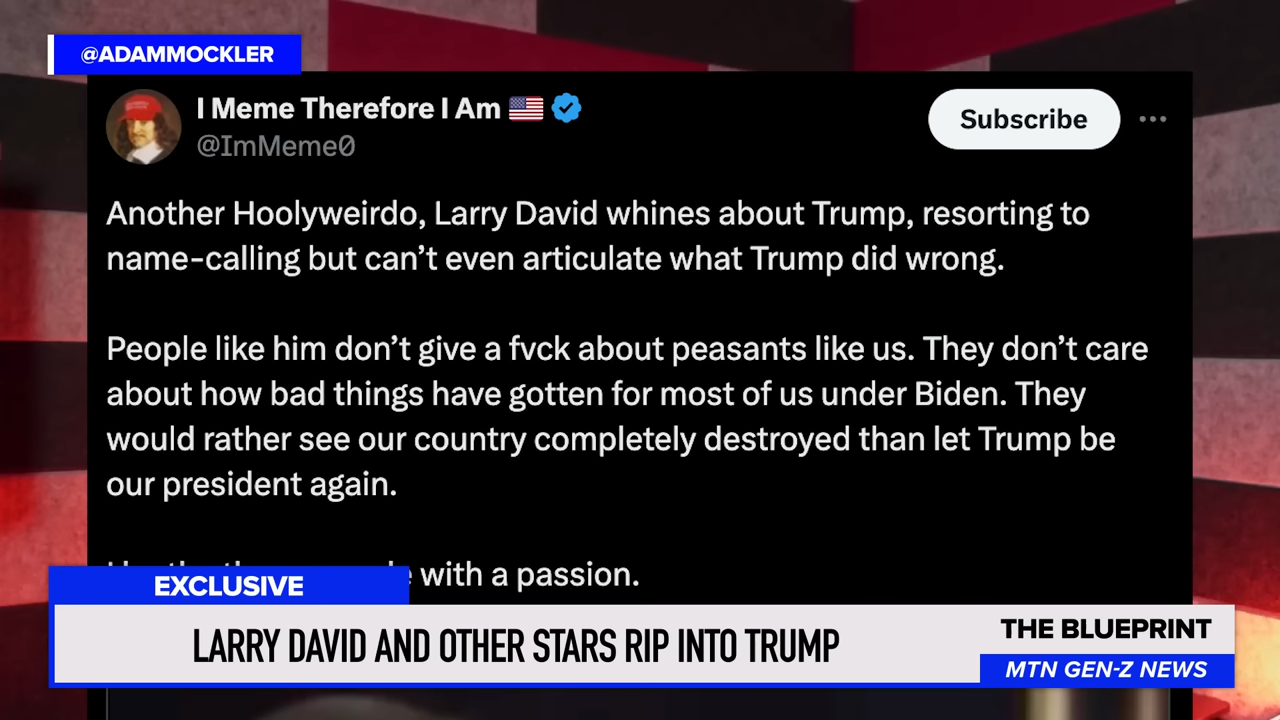 @ADAMMOCKLER
I Meme Therefore I Am 🇺🇸
@ImMeme0
Subscribe
Another Hoolyweirdo, Larry David whines about Trump, resorting to
name-calling but can’t even articulate what Trump did wrong.
People like him don’t give a fvck about peasants like us. They don’t care
about how bad things have gotten for most of us under Biden. They
would rather see our country completely destroyed than let Trump be
our president again.
with a passion.
EXCLUSIVE
LARRY DAVID AND OTHER STARS RIP INTO TRUMP
THE BLUEPRINT
MTN GEN-Z NEWS